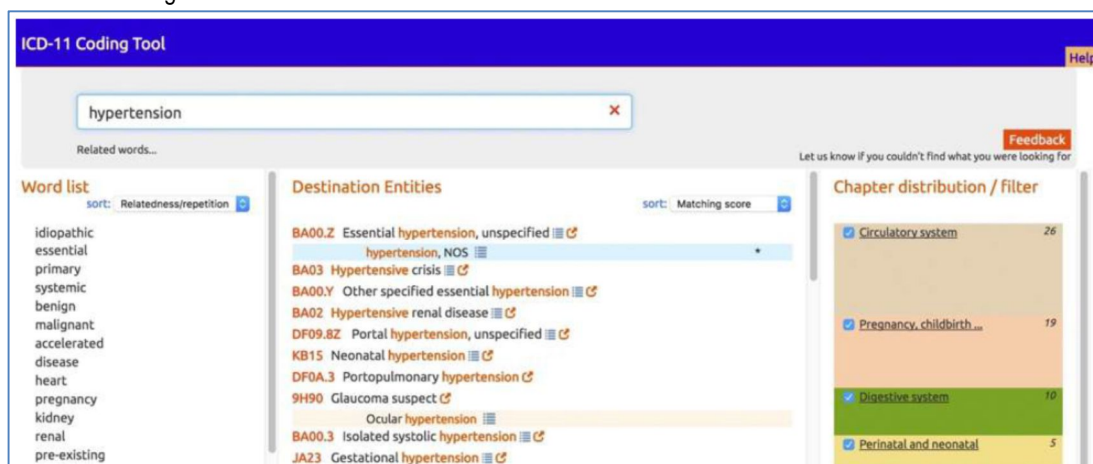 ICD-11 Coding Tool
Help
hypertension
Related words...
Feedback
Let us know if you couldn't find what you were looking for
Word list
sort: Relatedness/repetition
idiopathic
essential
primary
systemic
benign
malignant
accelerated
disease
heart
pregnancy
kidney
renal
pre-existing
Destination Entities
sort: Matching score
BA00.Z Essential hypertension, unspecified
hypertension, NOS *
BA03 Hypertensive crisis
BA00.Y Other specified essential hypertension
BA02 Hypertensive renal disease
DF09.8Z Portal hypertension, unspecified
KB15 Neonatal hypertension
DF0A.3 Portopulmonary hypertension
9H90 Glaucoma suspect
Ocular hypertension
BA00.3 Isolated systolic hypertension
JA23 Gestational hypertension
Chapter distribution / filter
Circulatory system 26
Pregnancy, childbirth ... 19
Digestive system 10
Perinatal and neonatal 5